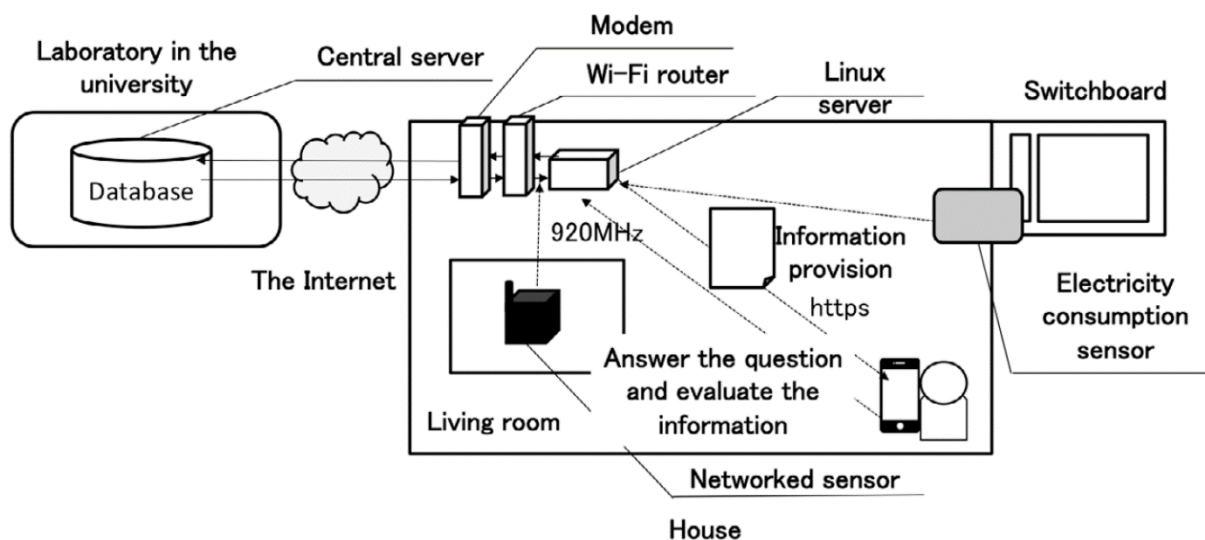 Modem
Laboratory in the
university
Central server
Wi-Fi router
Linux
server
Switchboard
Database
920MHz
Information
provision
The Internet
https
Electricity
consumption
sensor
Answer the question
and evaluate the
information
Living room
Networked sensor
House